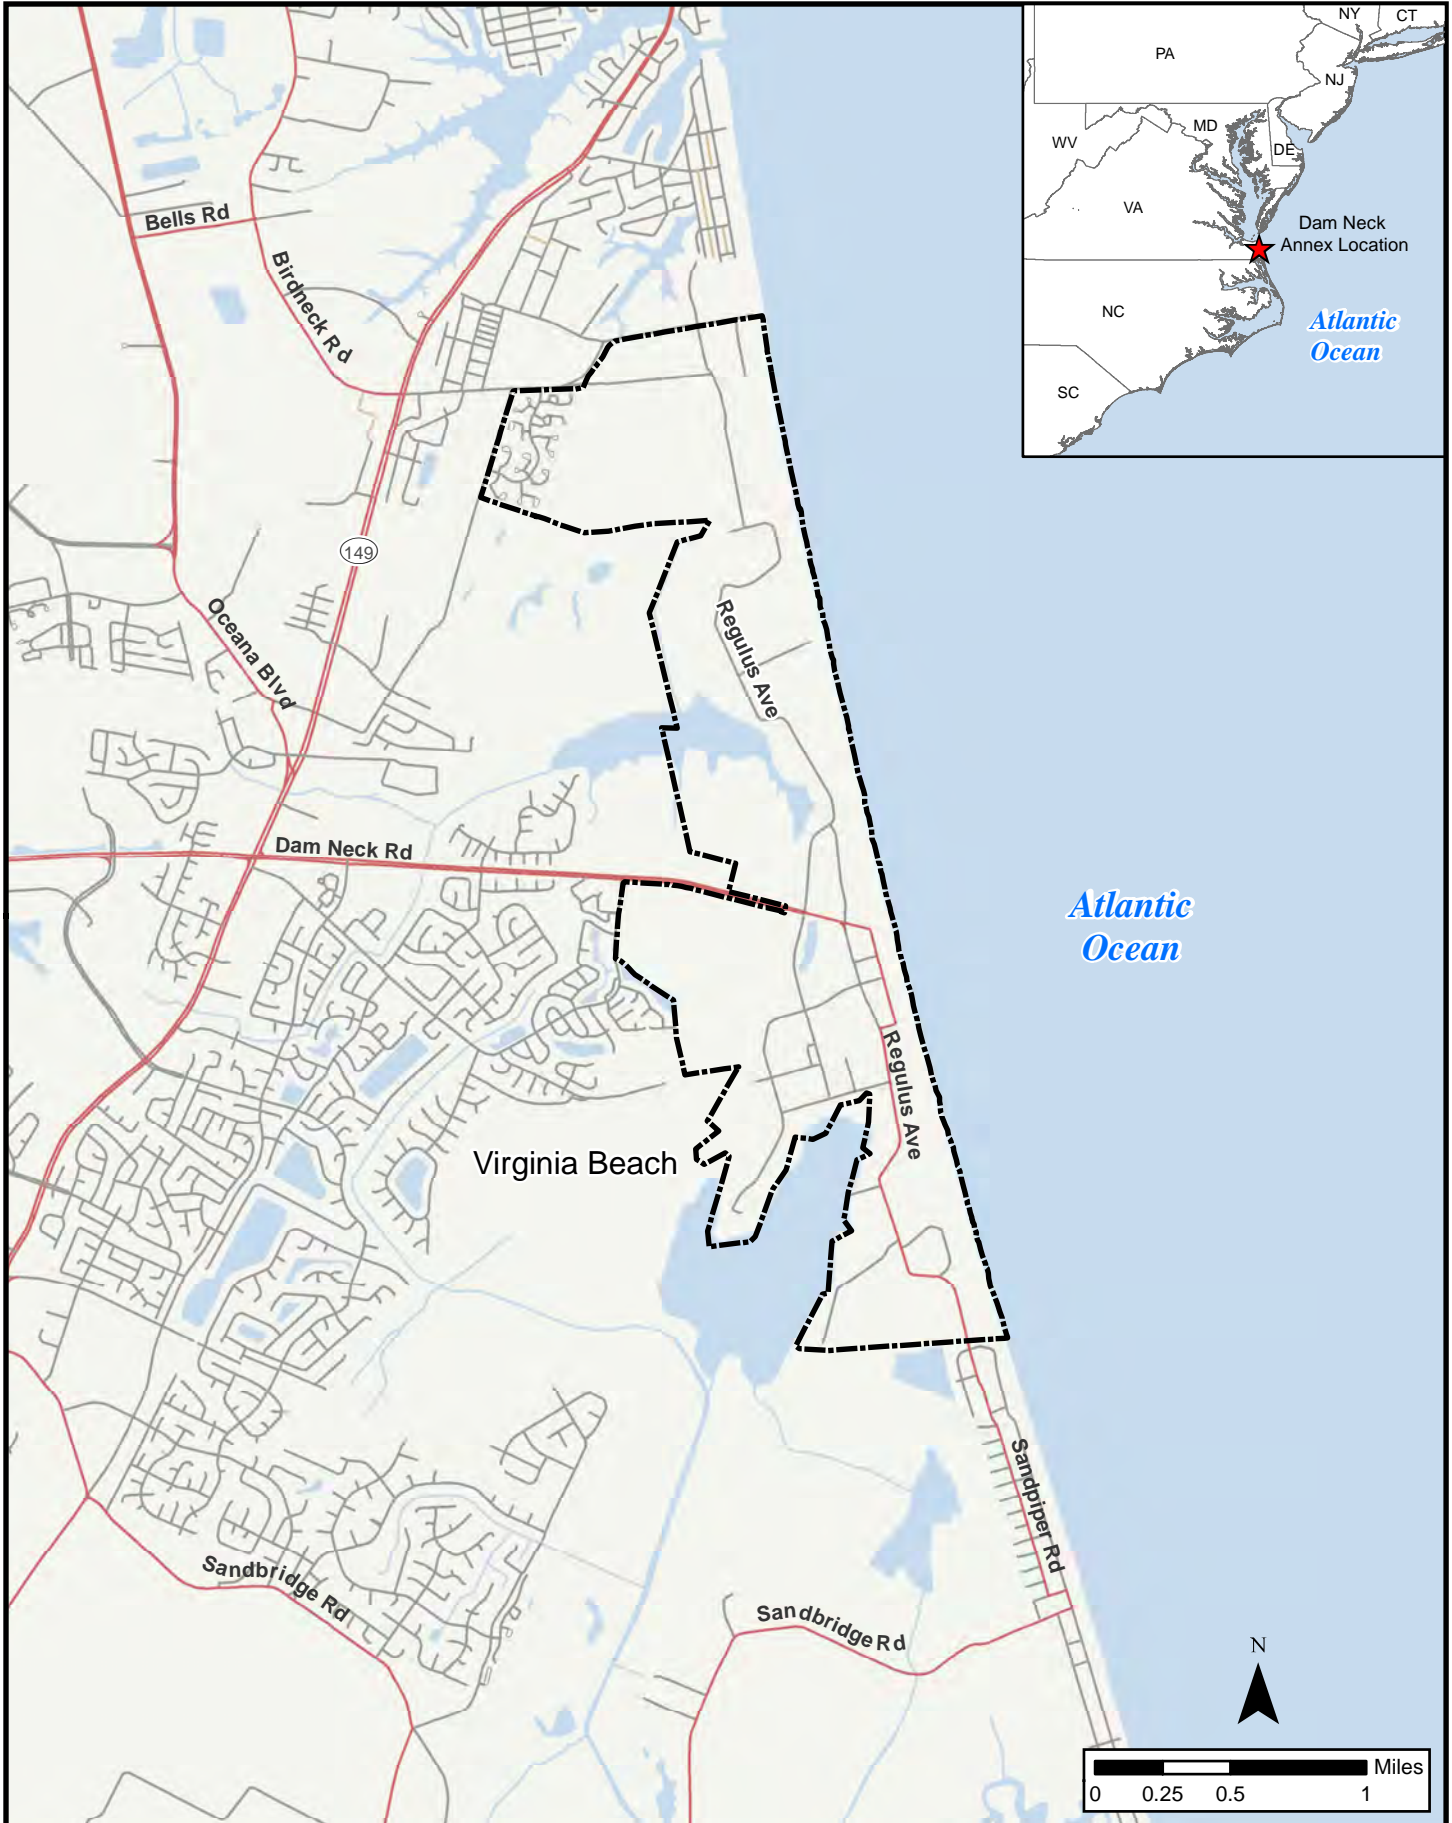 NY
CT
PA
NJ
MD
WV
DE
VA
Dam Neck
Annex Location
NC
Atlantic
Ocean
SC
Bells Rd
Birdneck Rd
149
Oceana Blvd
Regulus Ave
Dam Neck Rd
Atlantic
Ocean
Regulus Ave
Virginia Beach
Sandpiper Rd
Sandbridge Rd
Sandbridge Rd
N
Miles
0 0.25 0.5 1